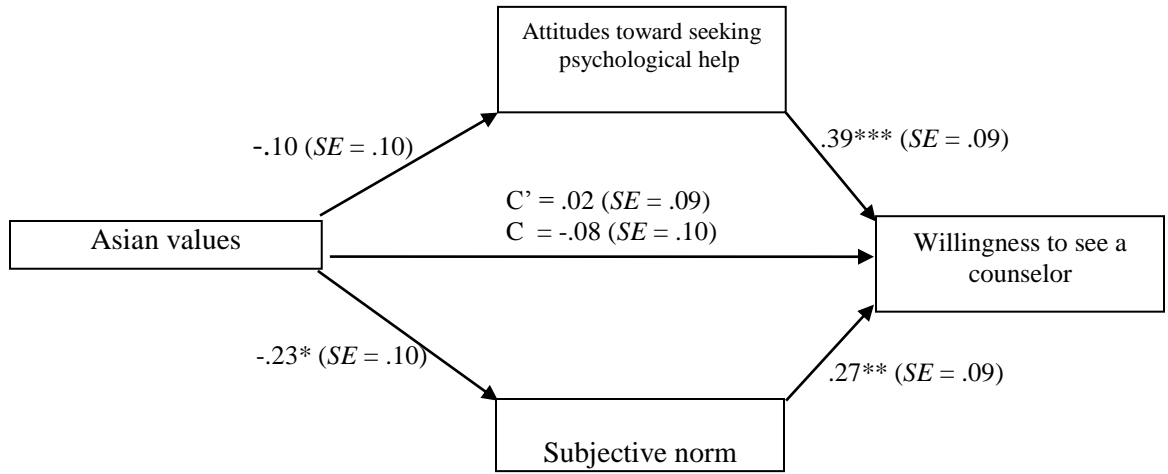 Attitudes toward seeking
psychological help
-.10 (SE = .10)
.39*** (SE = .09)
C’ = .02 (SE = .09)
C = -.08 (SE = .10)
Asian values
Willingness to see a
counselor
-.23* (SE = .10)
.27** (SE = .09)
Subjective norm